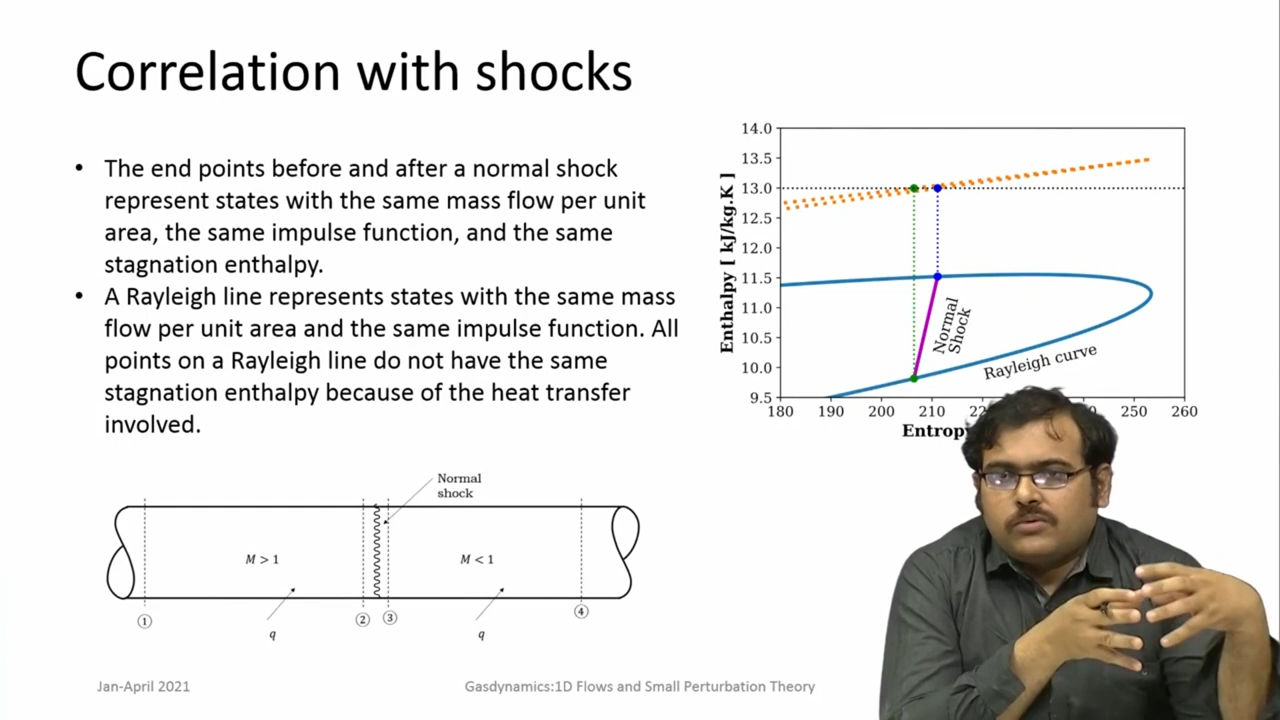 Correlation with shocks
• The end points before and after a normal shock
represent states with the same mass flow per unit
area, the same impulse function, and the same
stagnation enthalpy.
• A Rayleigh line represents states with the same mass
flow per unit area and the same impulse function. All
points on a Rayleigh line do not have the same
stagnation enthalpy because of the heat transfer
involved.
Enthalpy [ kJ/kg.K ]
14.0
13.5
13.0
12.5
12.0
11.5
11.0
10.5
10.0
9.5
Normal
Shock
Rayleigh curve
180 190 200 210 250 260
Normal
shock
M > 1
M < 1
① ② ③ ④
q q
Jan-April 2021
Gasdynamics:1D Flows and Small Perturbation Theory